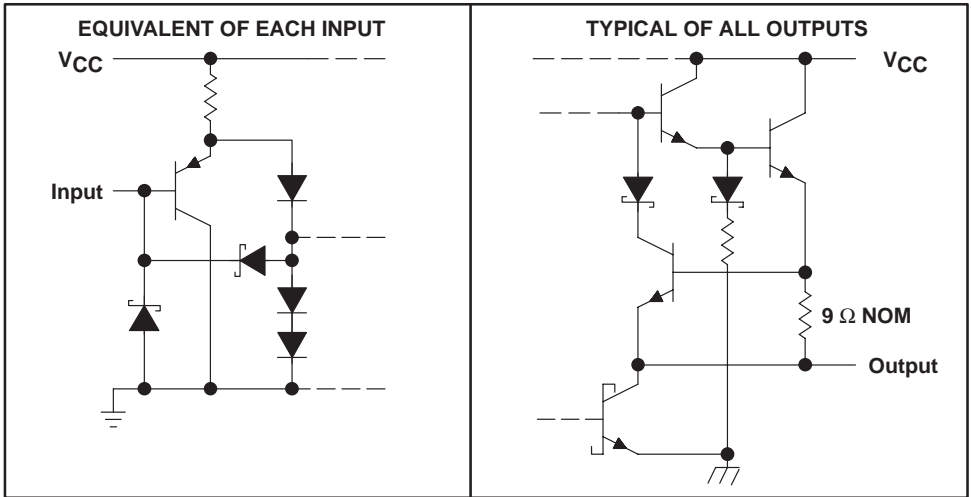 EQUIVALENT OF EACH INPUT
VCC
Input
TYPICAL OF ALL OUTPUTS
VCC
9 Ω NOM
Output